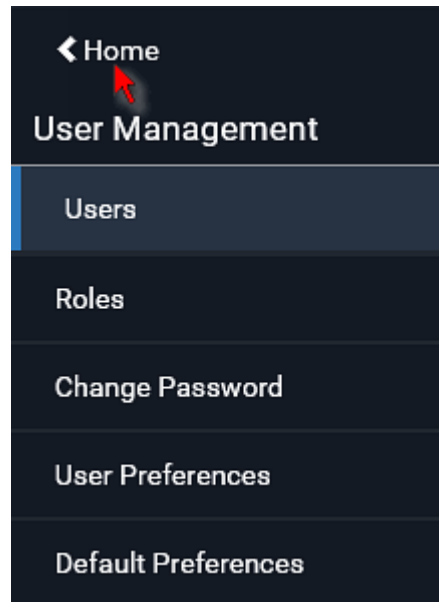 Home
User Management
Users
Roles
Change Password
User Preferences
Default Preferences